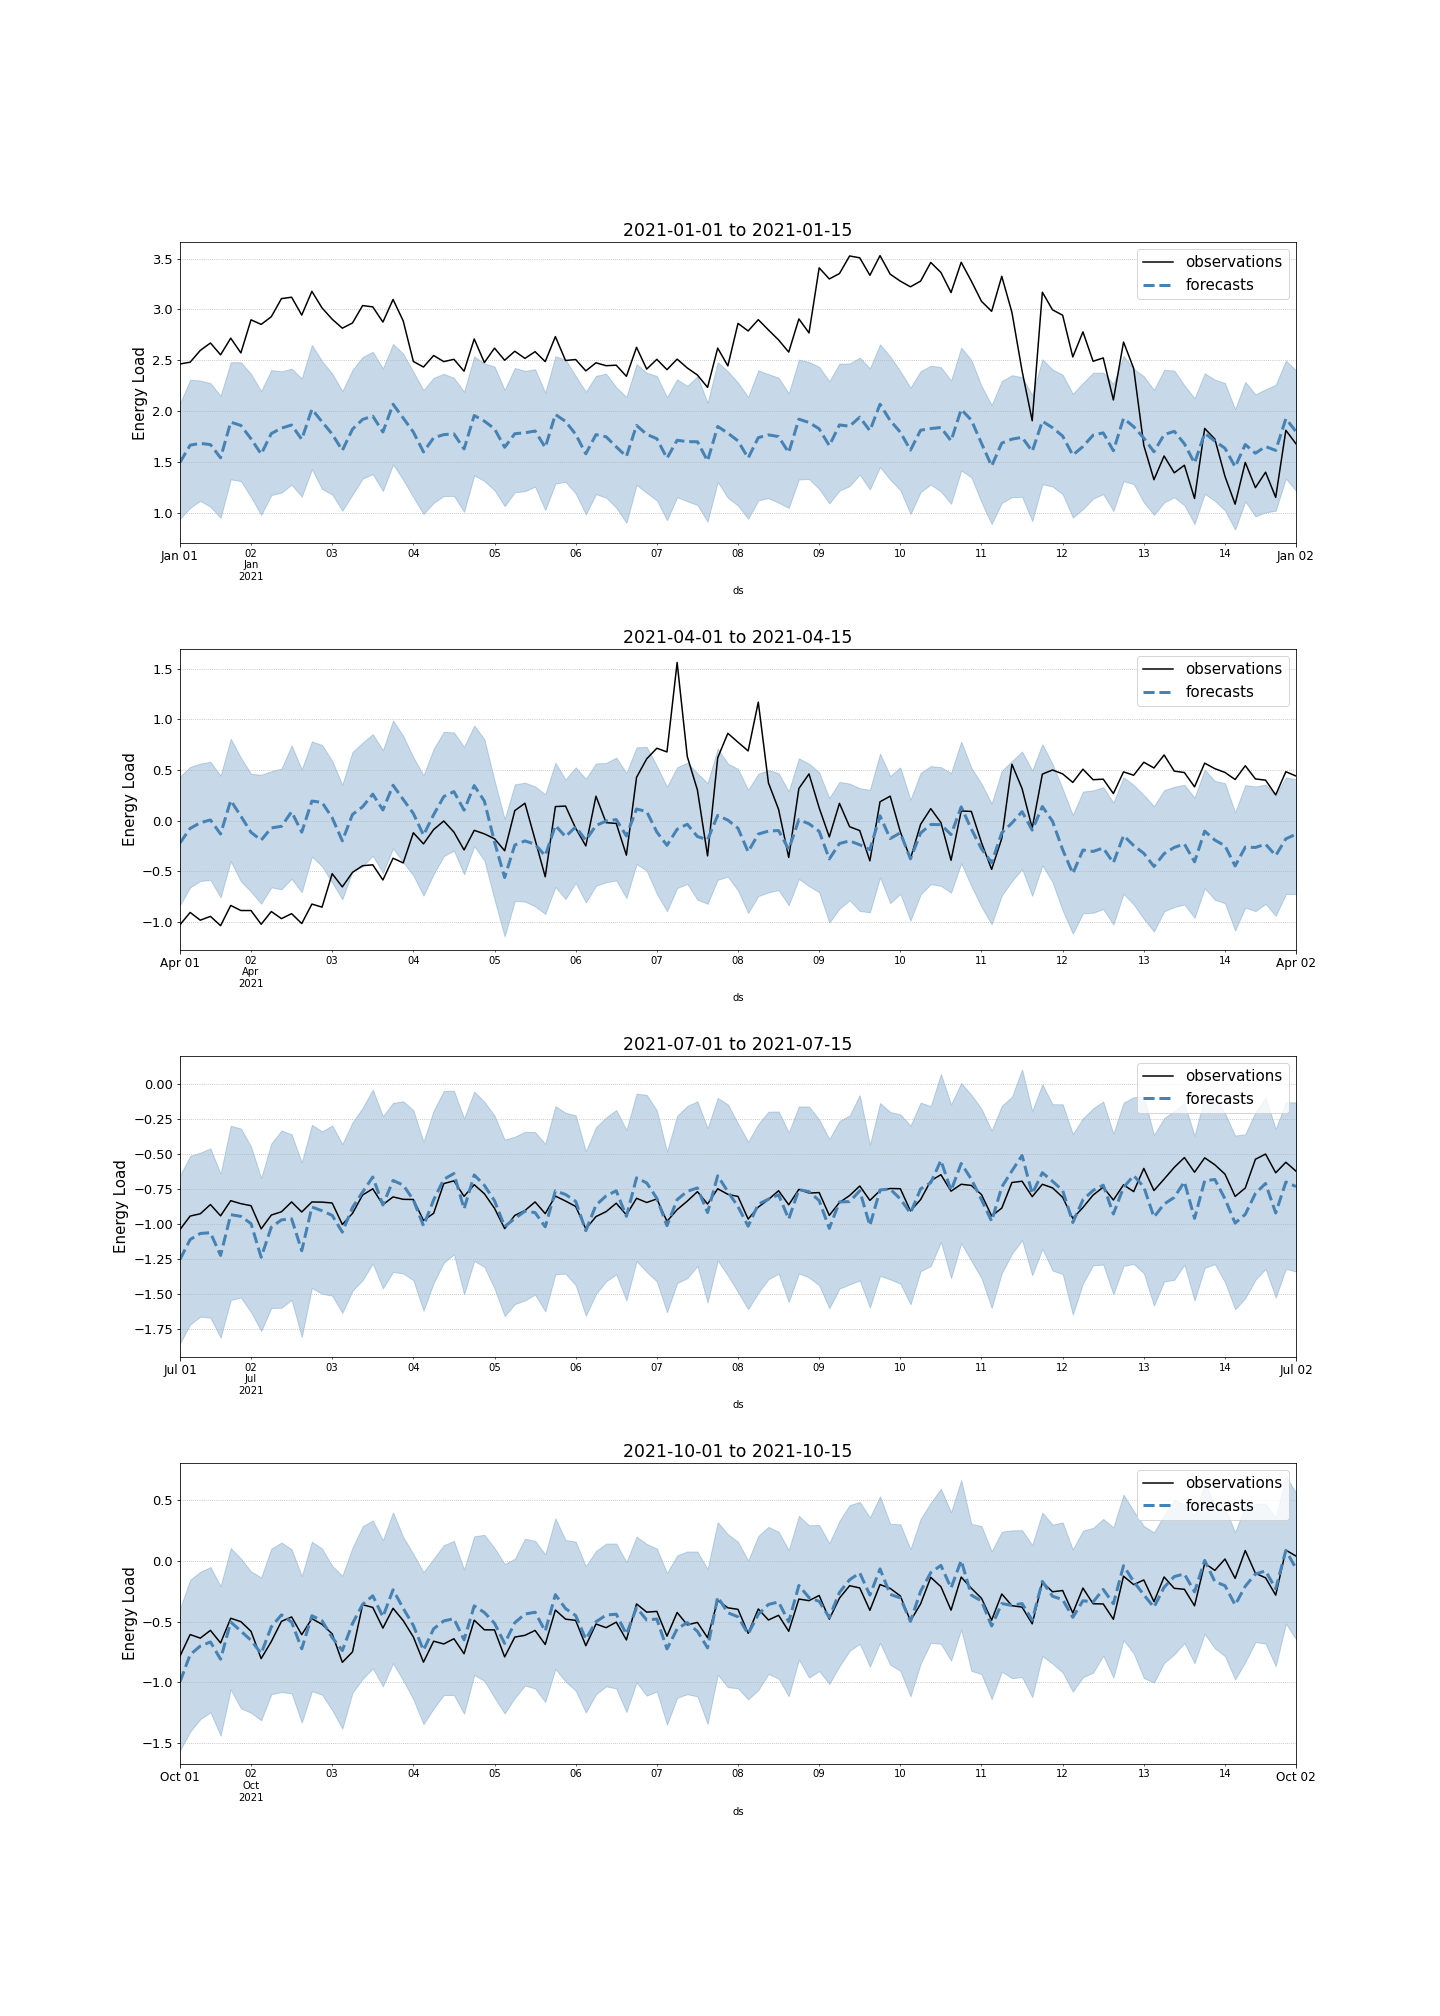 2021-01-01 to 2021-01-15
observations
forecasts
3.5
3.0
2.5
2.0
1.5
1.0
Energy Load
Jan 01 02 03 04 05 06 07 08 09 10 11 12 13 14 Jan 02
Jan
2021
ds
2021-04-01 to 2021-04-15
observations
forecasts
1.5
1.0
0.5
0.0
−0.5
−1.0
Energy Load
Apr 01 02 03 04 05 06 07 08 09 10 11 12 13 14 Apr 02
Apr
2021
ds
2021-07-01 to 2021-07-15
observations
forecasts
0.00
−0.25
−0.50
−0.75
−1.00
−1.25
−1.50
−1.75
Energy Load
Jul 01 02 03 04 05 06 07 08 09 10 11 12 13 14 Jul 02
Jul
2021
ds
2021-10-01 to 2021-10-15
observations
forecasts
0.5
0.0
−0.5
−1.0
−1.5
Energy Load
Oct 01 02 03 04 05 06 07 08 09 10 11 12 13 14 Oct 02
Oct
2021
ds